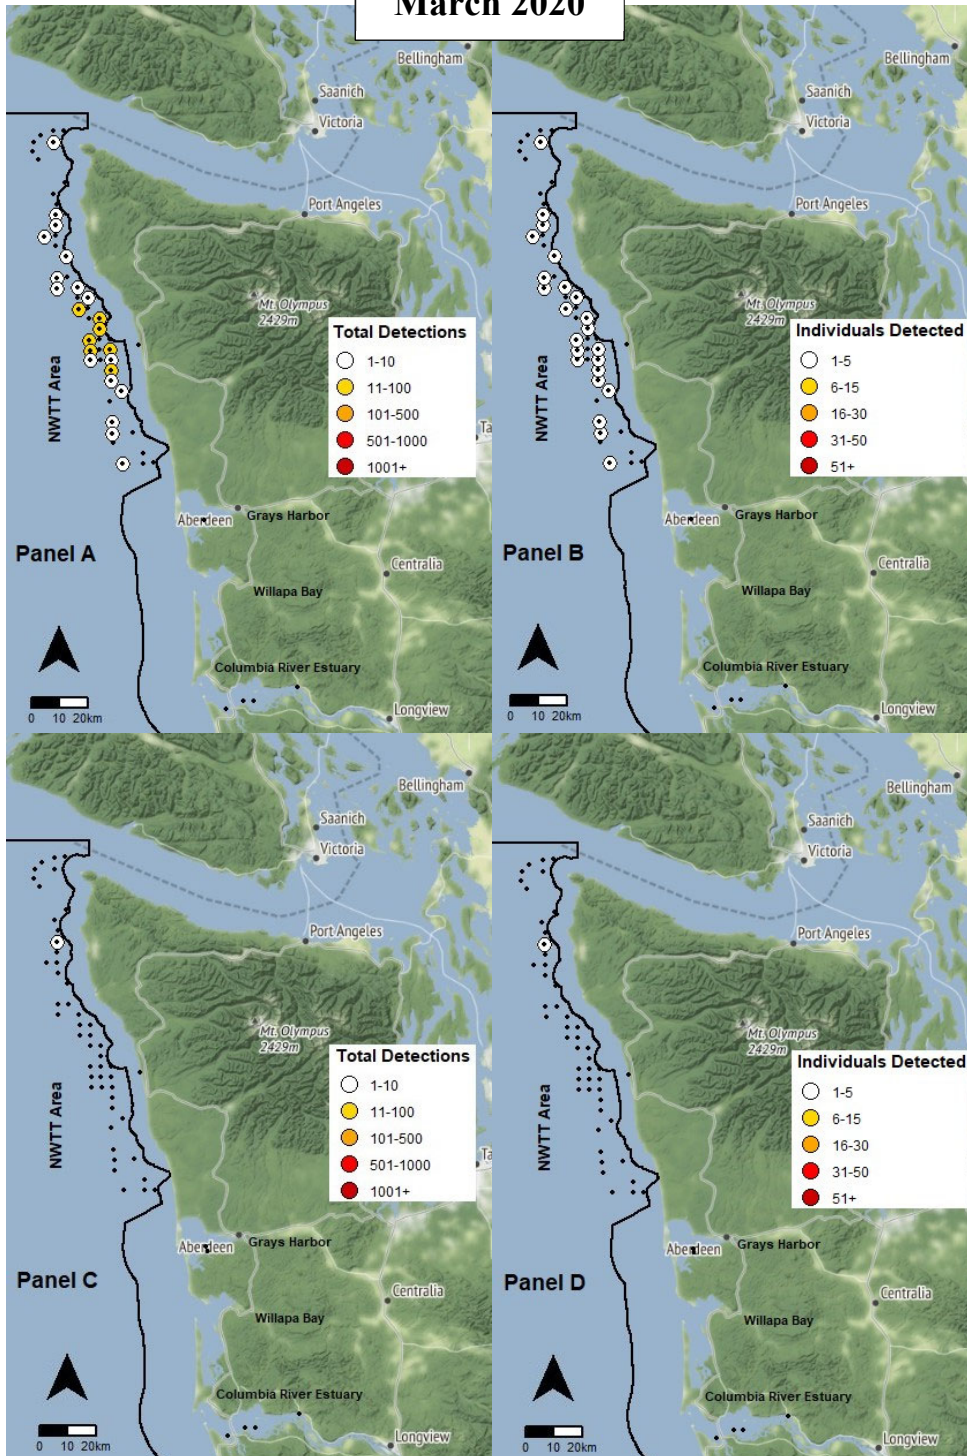 March 2020
Bellingham
Saanich
Victoria
Port Angeles
Mt. Olympus
2429m
Total Detections
1-10
11-100
101-500
501-1000
1001+
NWTT Area
Ta
Aberdeen
Grays Harbor
Panel A
Centralia
Willapa Bay
Columbia River Estuary
0 10 20km
Longview
Bellingham
Saanich
Victoria
Port Angeles
Mt. Olympus
2429m
Individuals Detected
1-5
6-15
16-30
31-50
51+
NWTT Area
Aberdeen
Grays Harbor
Panel B
Centralia
Willapa Bay
Columbia River Estuary
0 10 20km
Longview
Bellingham
Saanich
Victoria
Port Angeles
Mt. Olympus
2429m
Total Detections
1-10
11-100
101-500
501-1000
1001+
NWTT Area
Ta
Aberdeen
Grays Harbor
Panel C
Centralia
Willapa Bay
Columbia River Estuary
0 10 20km
Longview
Bellingham
Saanich
Victoria
Port Angeles
Mt. Olympus
2429m
Individuals Detected
1-5
6-15
16-30
31-50
51+
NWTT Area
Aberdeen
Grays Harbor
Panel D
Centralia
Willapa Bay
Columbia River Estuary
0 10 20km
Longview